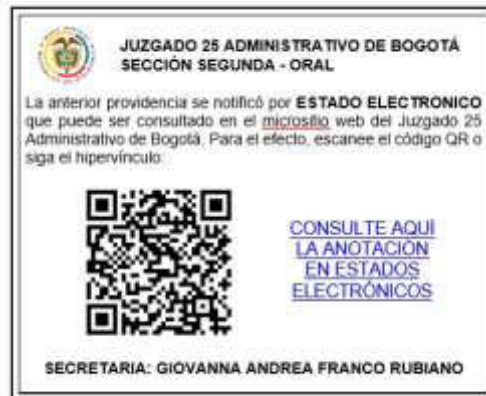 JUZGADO 25 ADMINISTRATIVO DE BOGOTÁ
SECCIÓN SEGUNDA - ORAL
La anterior providencia se notificó por ESTADO ELECTRONICO
que puede ser consultado en el micrositio web del Juzgado 25
Administrativo de Bogotá. Para el efecto, escanee el código QR o
siga el hipervínculo:
CONSULTE AQUÍ
LA ANOTACIÓN
EN ESTADOS
ELECTRÓNICOS
SECRETARIA: GIOVANNA ANDREA FRANCO RUBIANO